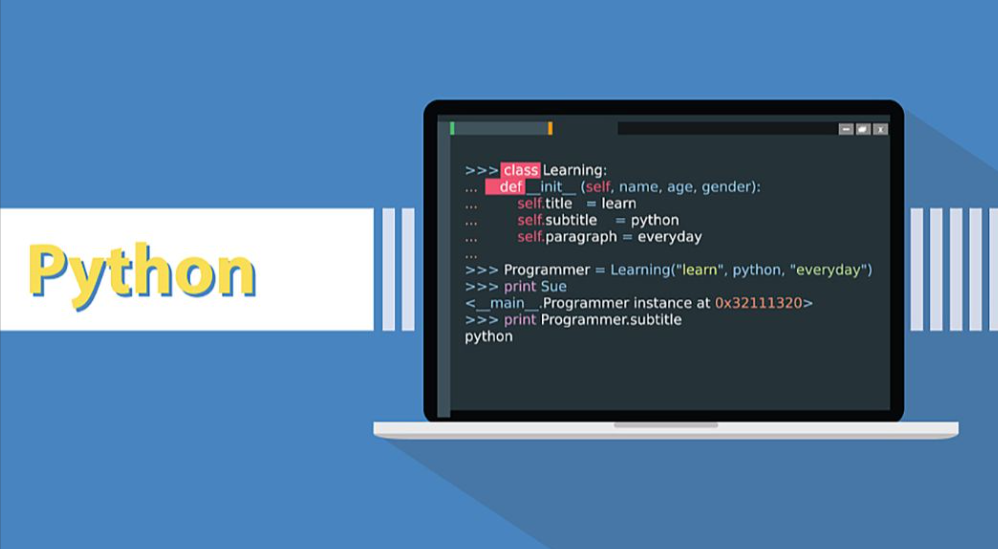 Python
>>> class Learning:
... def __init__ (self, name, age, gender):
... self.title = learn
... self.subtitle = python
... self.paragraph = everyday
...
>>> Programmer = Learning("learn", python, "everyday")
>>> print Sue
<__main__.Programmer instance at 0x32111320>
>>> print Programmer.subtitle
python